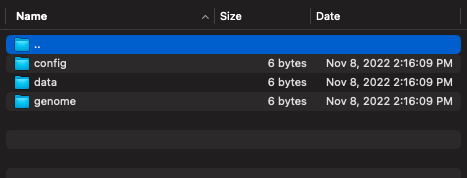 Name Size Date
..
config 6 bytes Nov 8, 2022 2:16:09 PM
data 6 bytes Nov 8, 2022 2:16:09 PM
genome 6 bytes Nov 8, 2022 2:16:09 PM